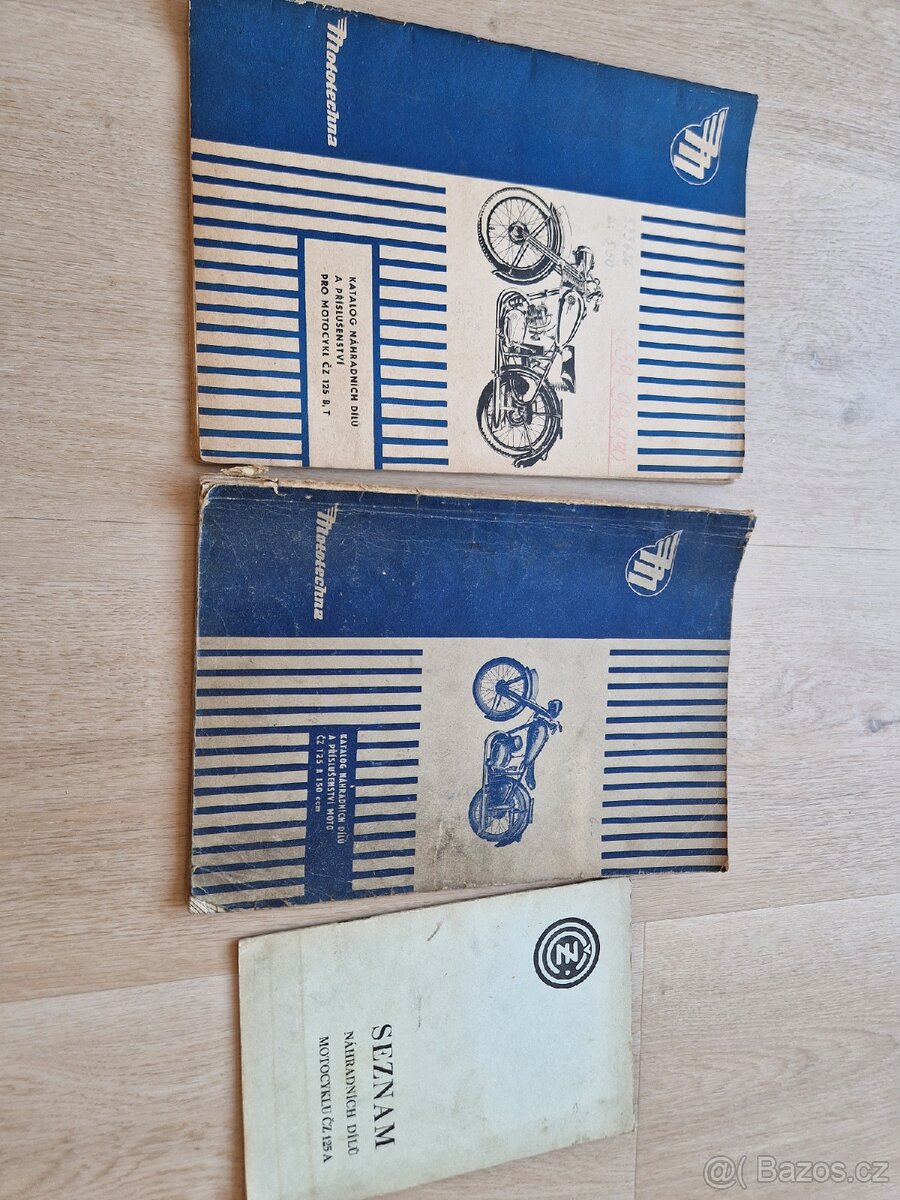 Mototechna
KATALOG NÁHRADNÍCH DÍLŮ
A PŘÍSLUŠENSTVÍ
PRO MOTOCYKL ČZ 125 B, T
Mototechna
KATALOG NÁHRADNÍCH DÍLŮ
A PŘÍSLUŠENSTVÍ MOTO
ČZ 125 A 150 ccm
ČZ
SEZNAM
NÁHRADNÍCH DÍLŮ
MOTOCYKLU ČZ 125 A
@( Bazos.cz